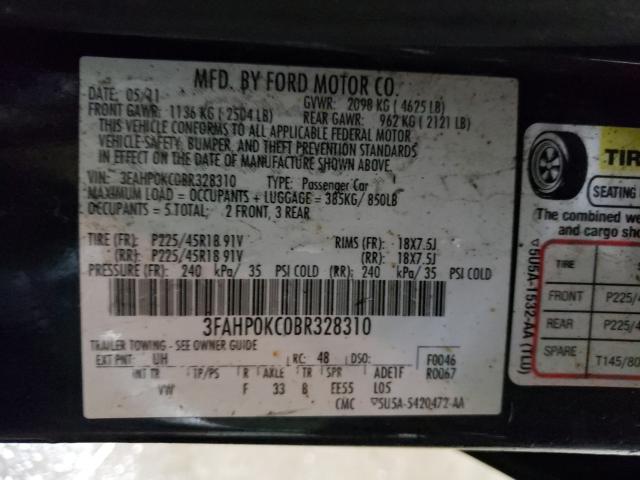 MFD. BY FORD MOTOR CO.
DATE: 05/11 GVWR: 2098 KG ( 4625 LB)
FRONT GAWR: 1136 KG ( 2504 LB) REAR GAWR: 962 KG ( 2121 LB)
THIS VEHICLE CONFORMS TO ALL APPLICABLE FEDERAL MOTOR
VEHICLE SAFETY, BUMPER, AND THEFT PREVENTION STANDARDS
IN EFFECT ON THE DATE OF MANUFACTURE SHOWN ABOVE.
VIN: 3FAHP0KC0BR328310 TYPE: Passenger Car
MAXIMUM LOAD = OCCUPANTS + LUGGAGE = 385KG/ 850LB
OCCUPANTS = 5 TOTAL: 2 FRONT, 3 REAR
TIRE (FR): P225/45R18 91V RIMS (FR): 18X7.5J
(RR): P225/45R18 91V (RR): 18X7.5J
PRESSURE (FR): 240 kPa/ 35 PSI COLD (RR): 240 kPa/ 35 PSI COLD
3FAHP0KC0BR328310
TRAILER TOWING - SEE OWNER GUIDE
EXT PNT: UH RC: 48 DSO: F0046
INT TR TP/PS R AXLE TR SPR ADE1F R0067
VW F 33 B EE55 L05
CMC ▽5U5A-5420472-AA
▽5U5A-1532-AA (TLU)
TIR
SEATING
The combined we
and cargo sho
TIRE
FRONT P225/4
REAR P225/4
SPARE T145/80